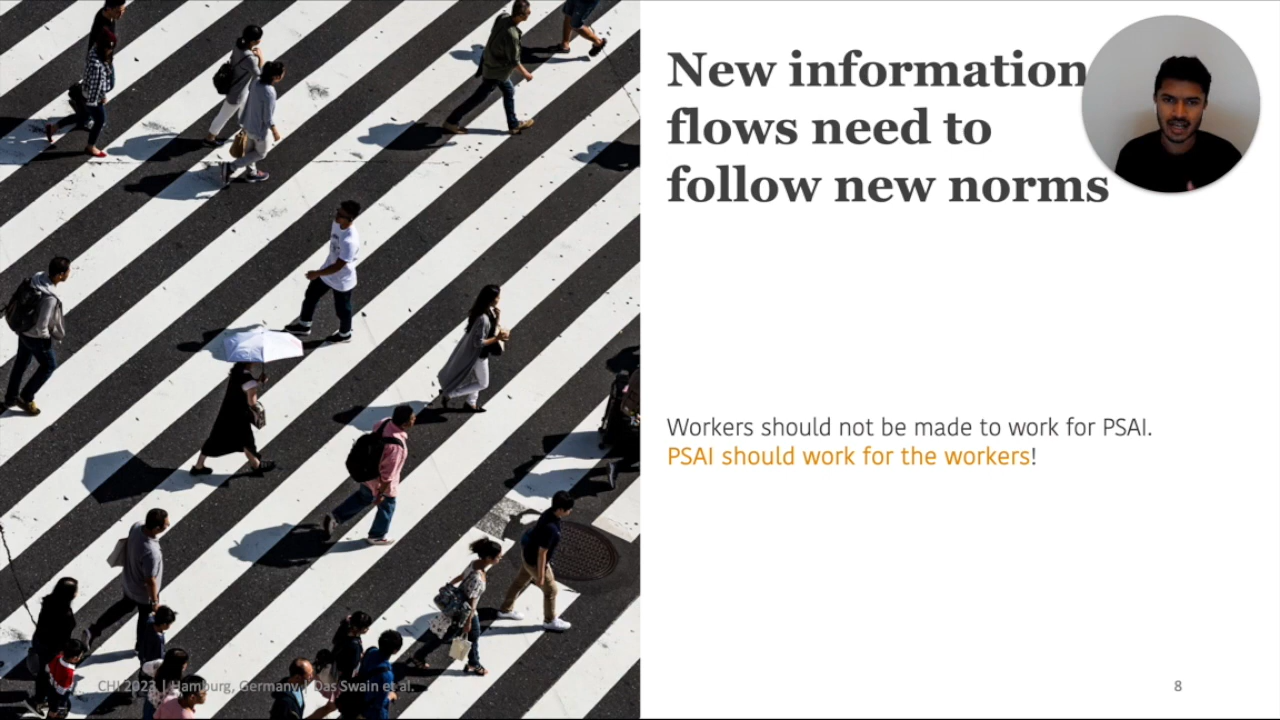 New information
flows need to
follow new norms
Workers should not be made to work for PSAI.
PSAI should work for the workers!
CHI 2023 | Hamburg, Germany | Das Swain et al.
8